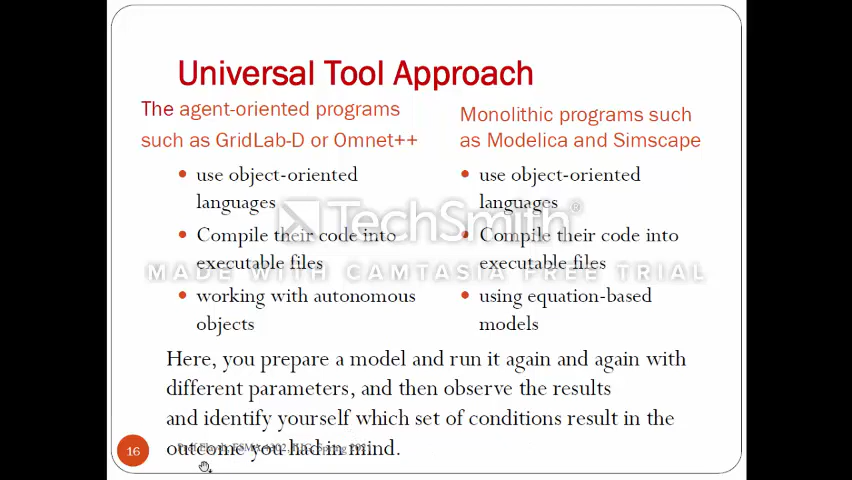 Universal Tool Approach
The agent-oriented programs
such as GridLab-D or Omnet++
use object-oriented
languages
Compile their code into
executable files
working with autonomous
objects
Monolithic programs such
as Modelica and Simscape
use object-oriented
languages
Compile their code into
executable files
using equation-based
models
TechSmith®
MADE WITH CAMTASIA FREE TRIAL
Here, you prepare a model and run it again and again with
different parameters, and then observe the results
and identify yourself which set of conditions result in the
outcome you had in mind.
16